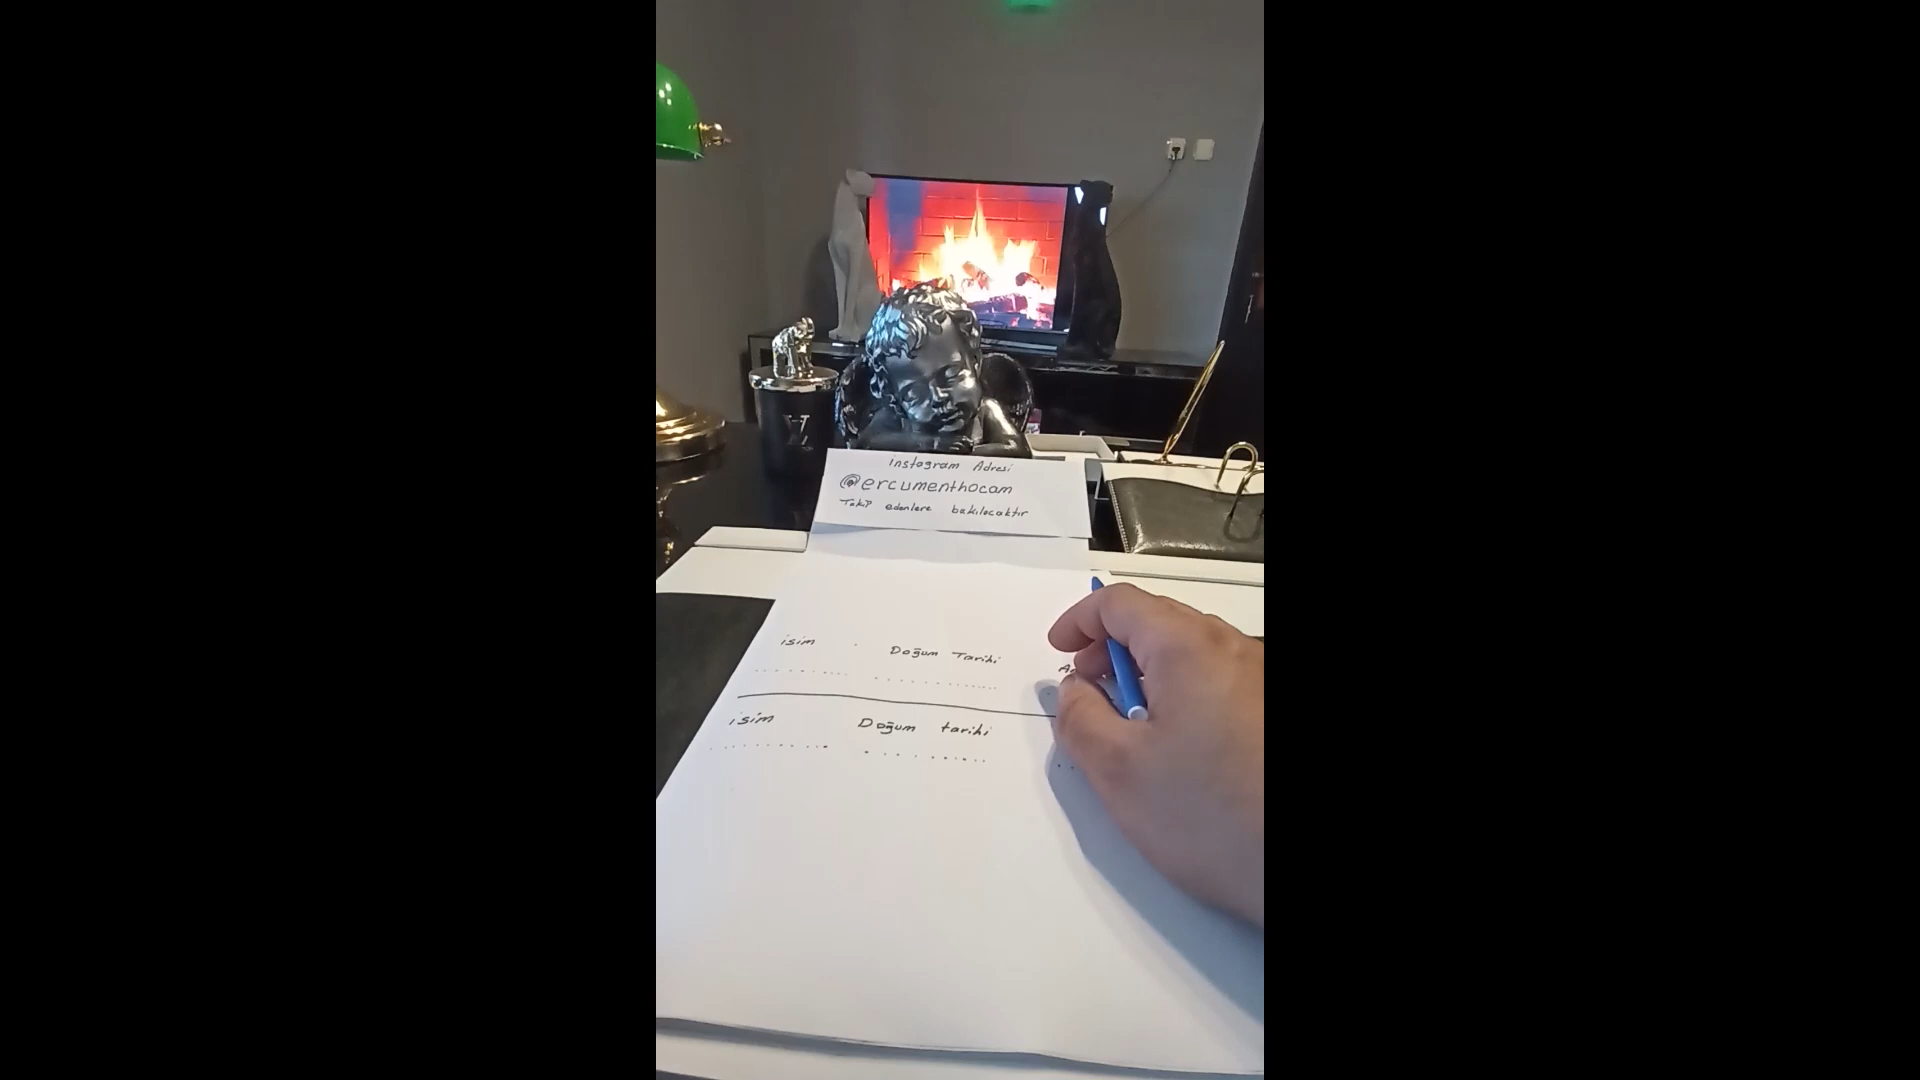 instagram Adresi
@ercumenthocam
Takip edenlere bakılacaktır
isim Doğum Tarihi
isim Doğum tarihi